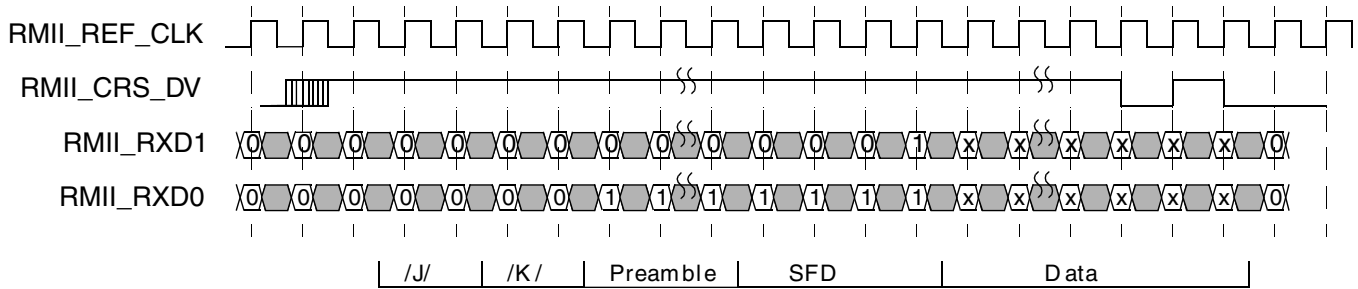 RMII_REF_CLK
RMII_CRS_DV
RMII_RXD1 0 0 0 0 0 0 0 0 0 0 0 0 0 1 x x x x x x 0
RMII_RXD0 0 0 0 0 0 0 0 1 1 1 1 1 1 1 x x x x x x 0
/J/ /K/ Preamble SFD Data